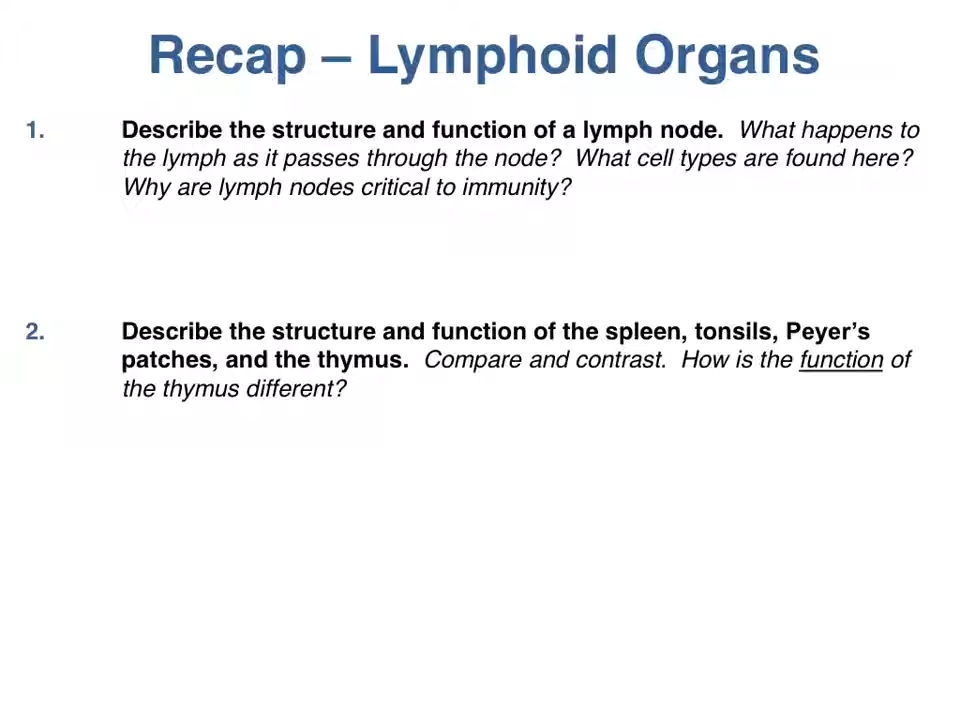 Recap – Lymphoid Organs
1. Describe the structure and function of a lymph node. What happens to
the lymph as it passes through the node? What cell types are found here?
Why are lymph nodes critical to immunity?
2. Describe the structure and function of the spleen, tonsils, Peyer’s
patches, and the thymus. Compare and contrast. How is the function of
the thymus different?